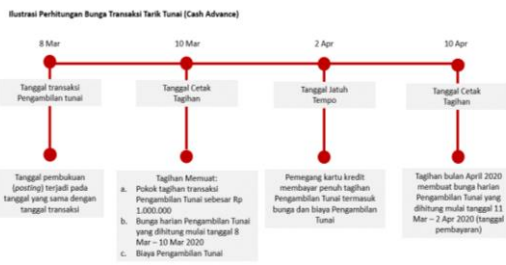 Ilustrasi Perhitungan Bunga Transaksi Tarik Tunai (Cash Advance)
8 Mar
10 Mar
2 Apr
10 Apr
Tanggal transaksi
Pengambilan tunai
Tanggal Cetak
Tagihan
Tanggal Jatuh
Tempo
Tanggal Cetak
Tagihan
Tanggal pembukuan
(posting) terjadi pada
tanggal yang sama dengan
tanggal transaksi
Tagihan Memuat:
a. Pokok tagihan transaksi
Pengambilan Tunai sebesar Rp
1.000.000
b. Bunga harian Pengambilan Tunai
yang dihitung mulai tanggal 8
Mar – 10 Mar 2020
c. Biaya Pengambilan Tunai
Pemegang kartu kredit
membayar penuh tagihan
Pengambilan Tunai termasuk
bunga dan biaya Pengambilan
Tunai
Tagihan bulan April 2020
membuat bunga harian
Pengambilan Tunai yang
dihitung mulai tanggal 11
Mar – 2 Apr 2020 (tanggal
pembayaran)